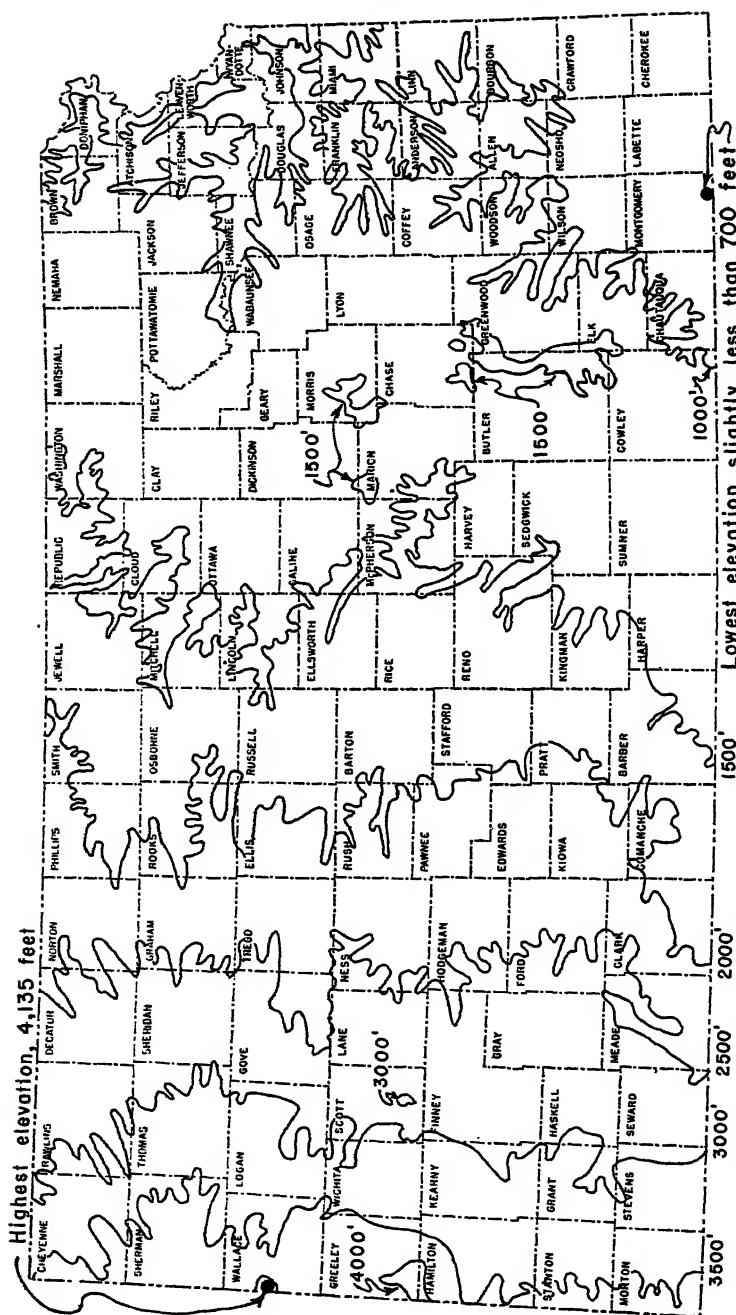 Highest elevation, 4,135 feet
CHEYENNE
RAWLINS
DECATUR
NORTON
PHILLIPS
SMITH
JEWELL
REPUBLIC
WASHINGTON
MARSHALL
NEMAHA
BROWN
DONIPHAN
SHERMAN
THOMAS
SHERIDAN
GRAHAM
ROOKS
OSBORNE
MITCHELL
CLOUD
CLAY
RILEY
POTTAWATOMIE
JACKSON
ATCHISON
JEFFERSON
LEAVEN-
WORTH
WYAN-
DOTTE
WALLACE
LOGAN
GOVE
TREGO
ELLIS
RUSSELL
LINCOLN
OTTAWA
DICKINSON
GEARY
WABAUNSEE
SHAWNEE
DOUGLAS
JOHNSON
ELLSWORTH
SALINE
1500'
MORRIS
OSAGE
FRANKLIN
MIAMI
GREELEY
4000'
WICHITA
SCOTT
3000'
LANE
NESS
RUSH
BARTON
RICE
McPHERSON
MARION
CHASE
LYON
COFFEY
ANDERSON
LINN
HAMILTON
KEARNY
FINNEY
HODGEMAN
PAWNEE
STAFFORD
RENO
HARVEY
BUTLER
GREENWOOD
WOODSON
ALLEN
BOURBON
GRAY
FORD
EDWARDS
SEDGWICK
1500'
STANTON
GRANT
HASKELL
KIOWA
PRATT
KINGMAN
ELK
WILSON
NEOSHO
CRAWFORD
MORTON
STEVENS
SEWARD
MEADE
CLARK
COMANCHE
BARBER
HARPER
SUMNER
COWLEY
CHAUTAUQUA
MONTGOMERY
LABETTE
CHEROKEE
1000'
3500'
3000'
2500'
2000'
1500'
Lowest elevation slightly less than 700 feet